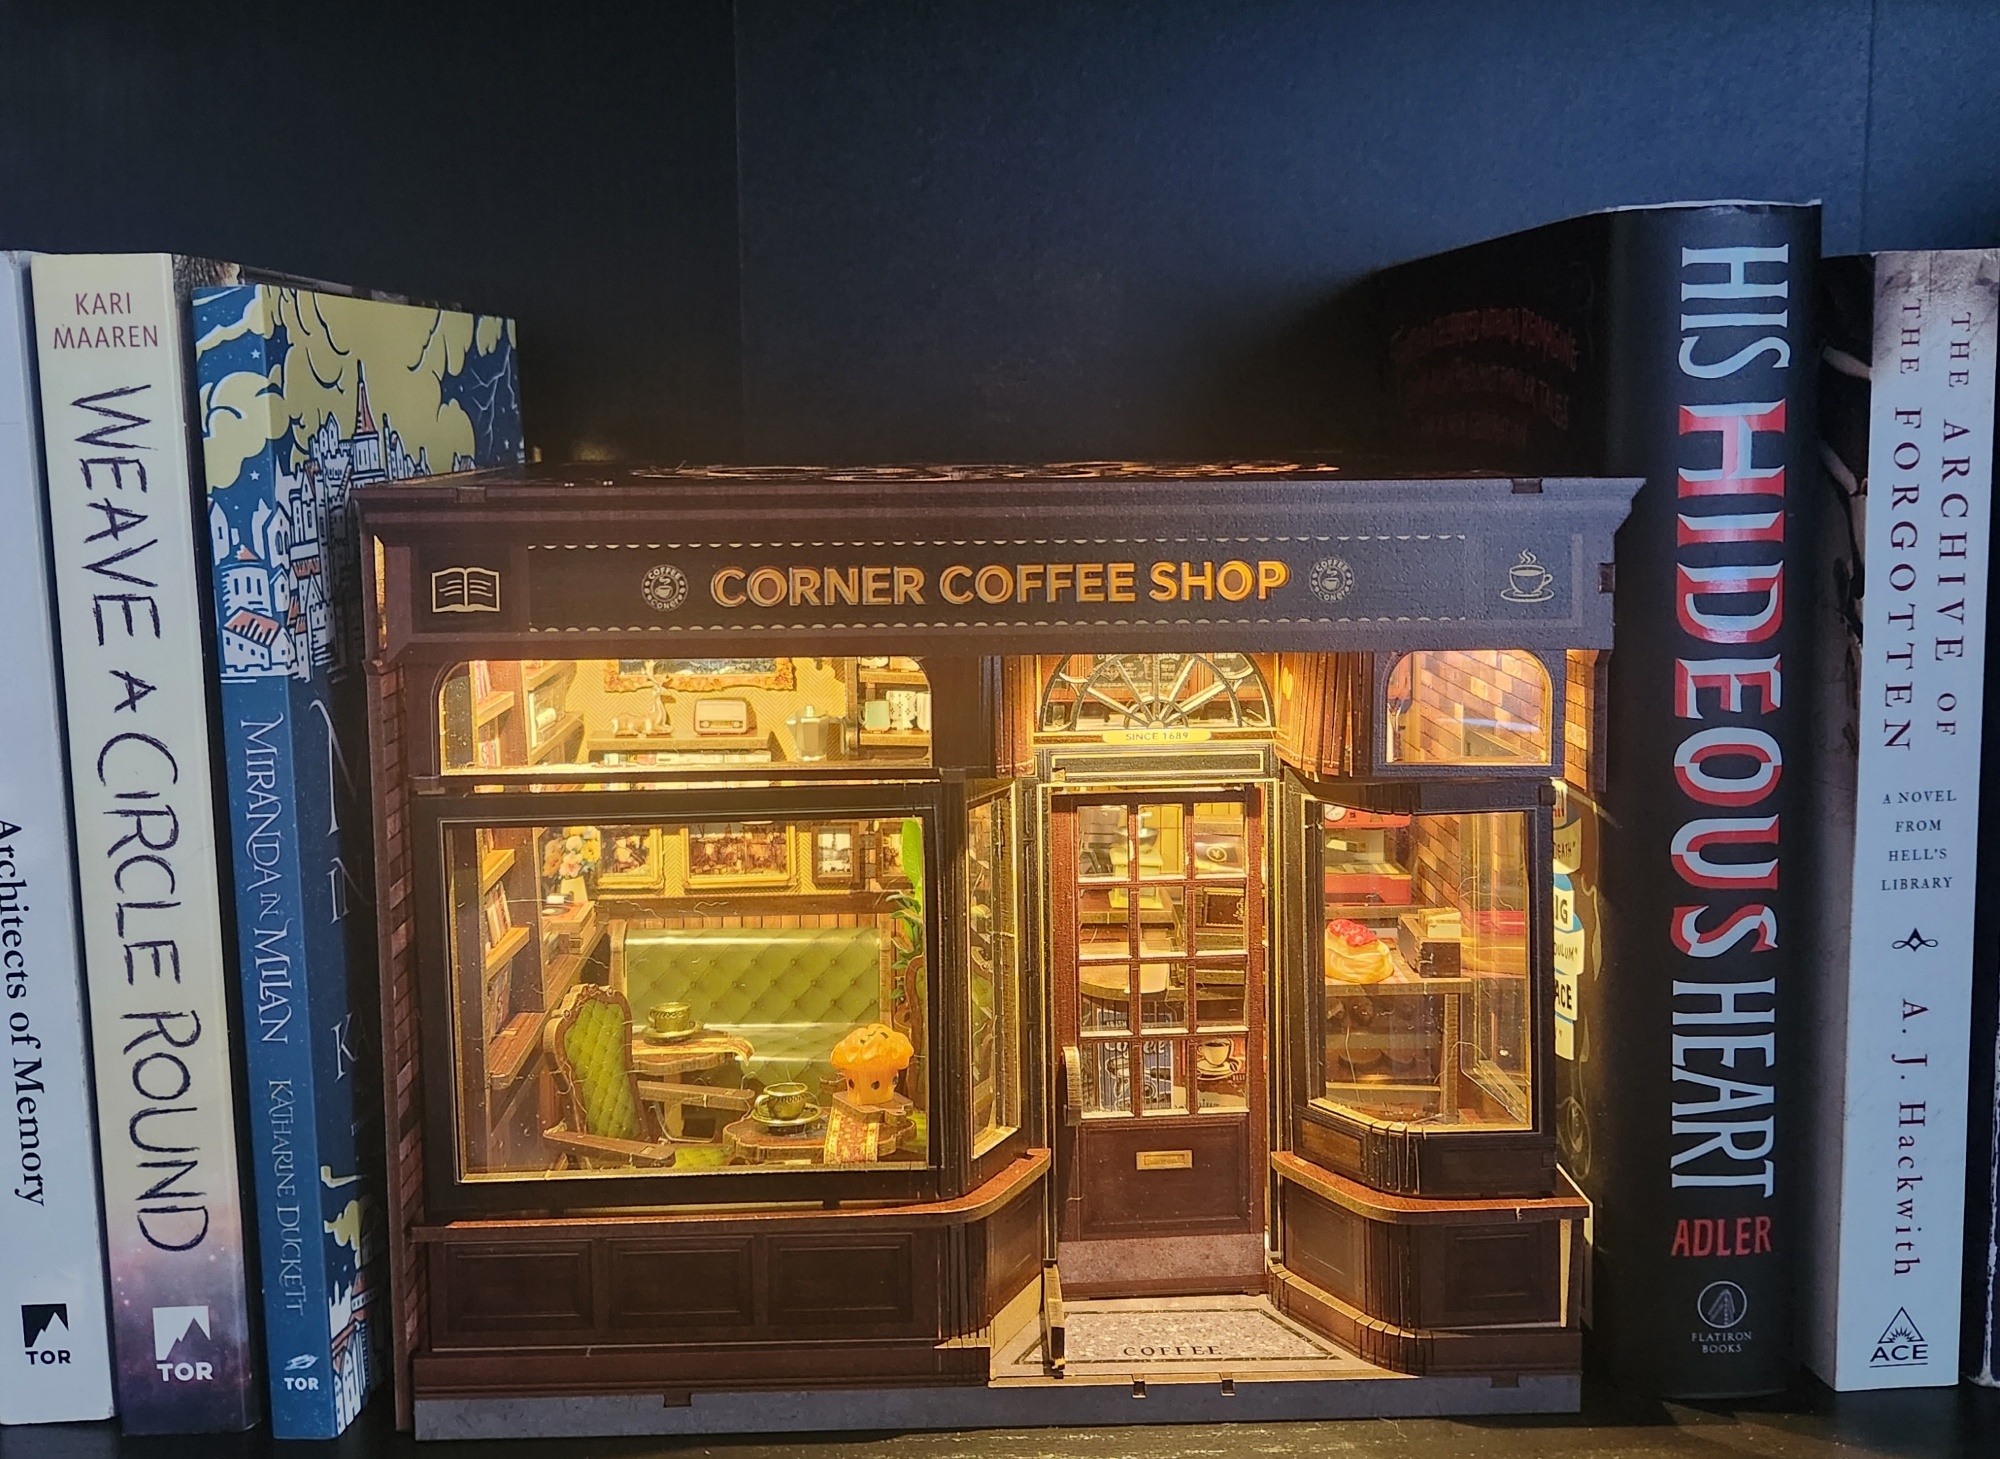 Architects of Memory
TOR
KARI
MAAREN
WEAVE A CIRCLE ROUND
TOR
MIRANDA IN MILAN
KATHARINE DUCKETT
TOR
CORNER COFFEE SHOP
COFFEE
COFFEE
SINCE 1689
COFFEE
HIS HIDEOUS HEART
ADLER
FLATIRON
BOOKS
THE ARCHIVE OF
THE FORGOTTEN
A NOVEL
FROM
HELL'S
LIBRARY
A. J. Hackwith
ACE